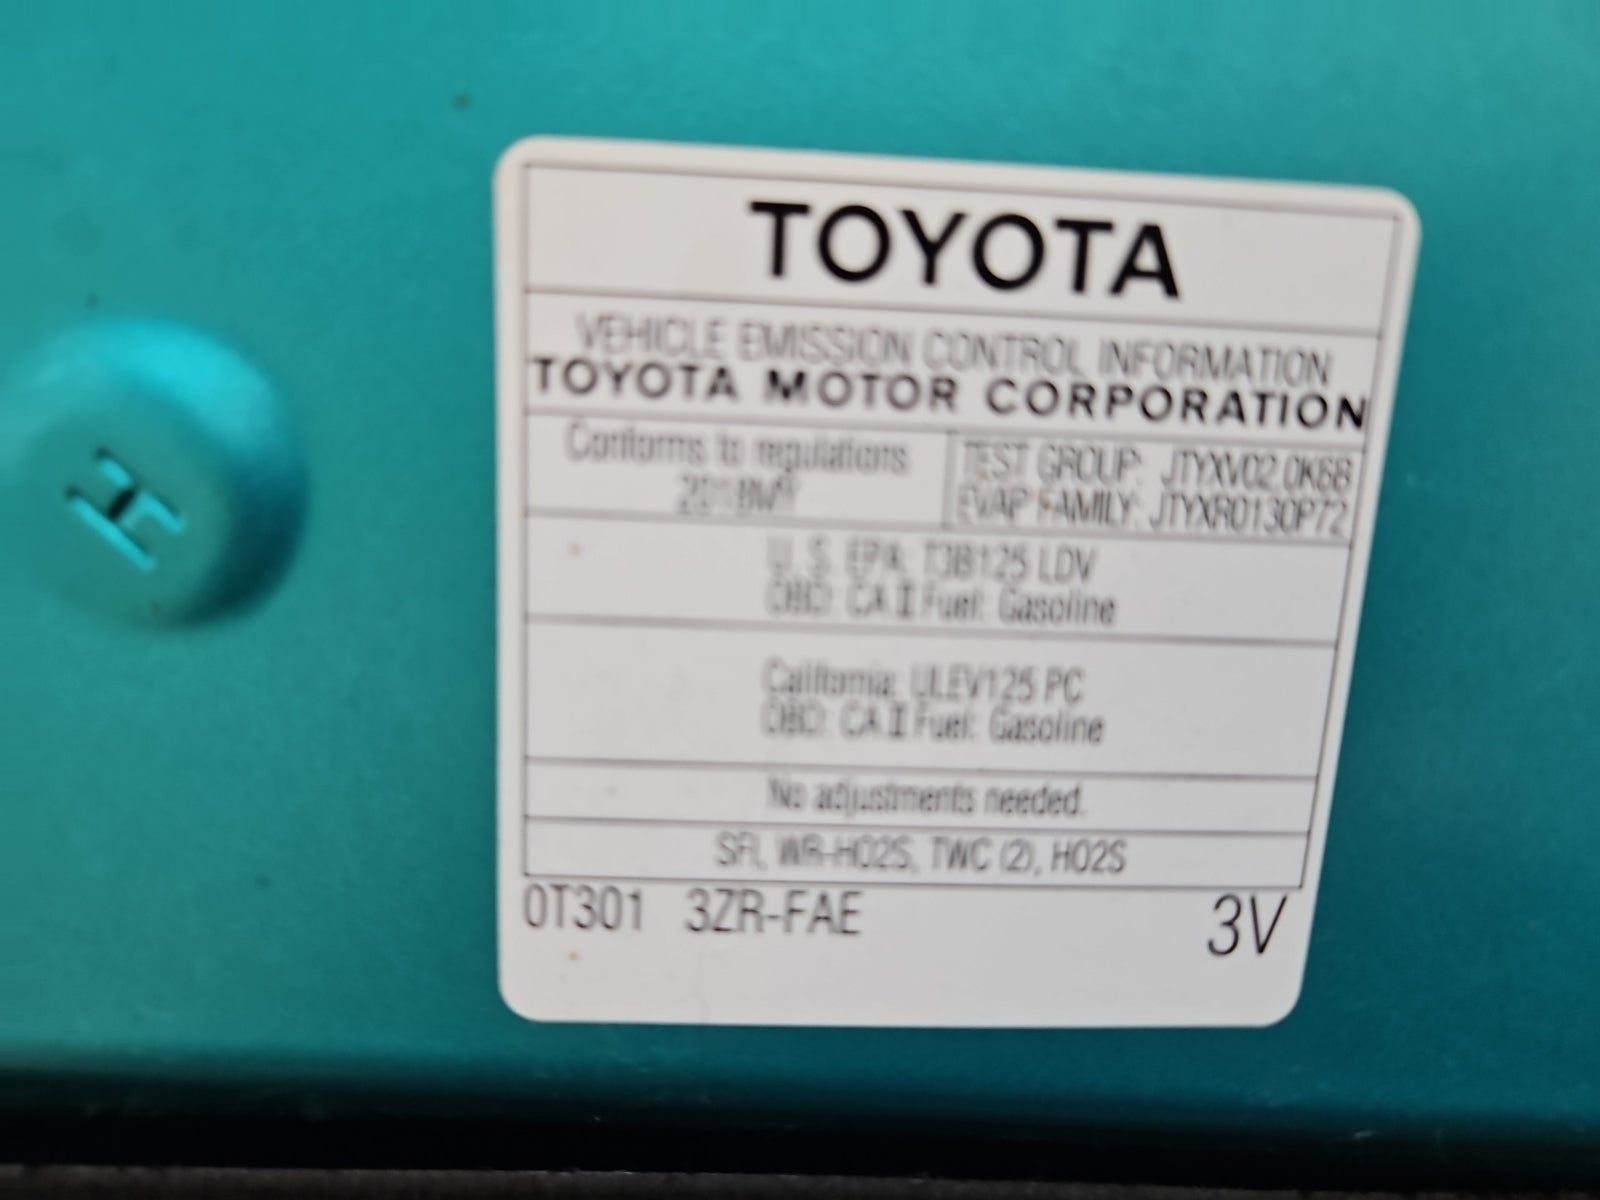 TOYOTA
VEHICLE EMISSION CONTROL INFORMATION
TOYOTA MOTOR CORPORATION
Conforms to regulations
2018MY
TEST GROUP: JTYXV02.0K6B
EVAP FAMILY: JTYXR0130P72
U. S. EPA: T3B125 LDV
OBD: CA II Fuel: Gasoline
California: ULEV125 PC
OBD: CA II Fuel: Gasoline
No adjustments needed.
SFI, WR-HO2S, TWC (2), HO2S
0T301 3ZR-FAE 3V
H